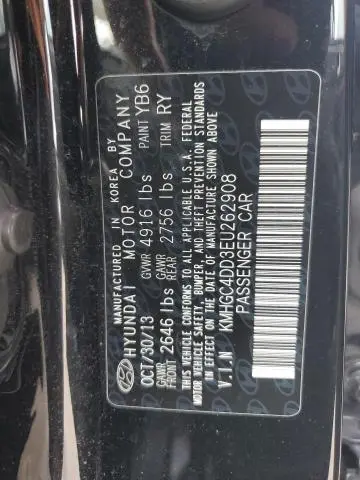 MANUFACTURED IN KOREA BY
HYUNDAI MOTOR COMPANY
OCT/30/13 GVWR 4916 lbs PAINT YB6
GAWR FRONT 2646 lbs GAWR REAR 2756 lbs TRIM RY
THIS VEHICLE CONFORMS TO ALL APPLICABLE U.S.A. FEDERAL
MOTOR VEHICLE SAFETY, BUMPER, AND THEFT PREVENTION STANDARDS
IN EFFECT ON THE DATE OF MANUFACTURE SHOWN ABOVE
V.I.N KMHGC4DD3EU262908
PASSENGER CAR